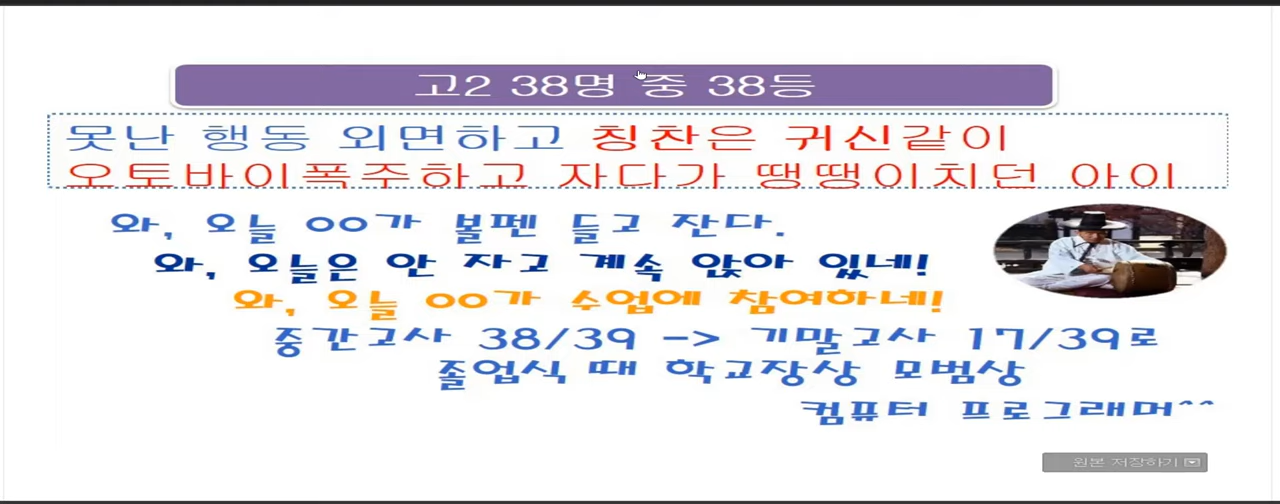 고2 38명 중 38등
못난 행동 외면하고 칭찬은 귀신같이
오토바이폭주하고 자다가 땡땡이치던 아이
와, 오늘 OO가 볼펜 들고 잔다.
와, 오늘은 안 자고 계속 앉아 있네!
와, 오늘 OO가 수업에 참여하네!
중간고사 38/39 -> 기말고사 17/39로
졸업식 때 학교장상 모범상
컴퓨터 프로그래머^^
원본 저장하기